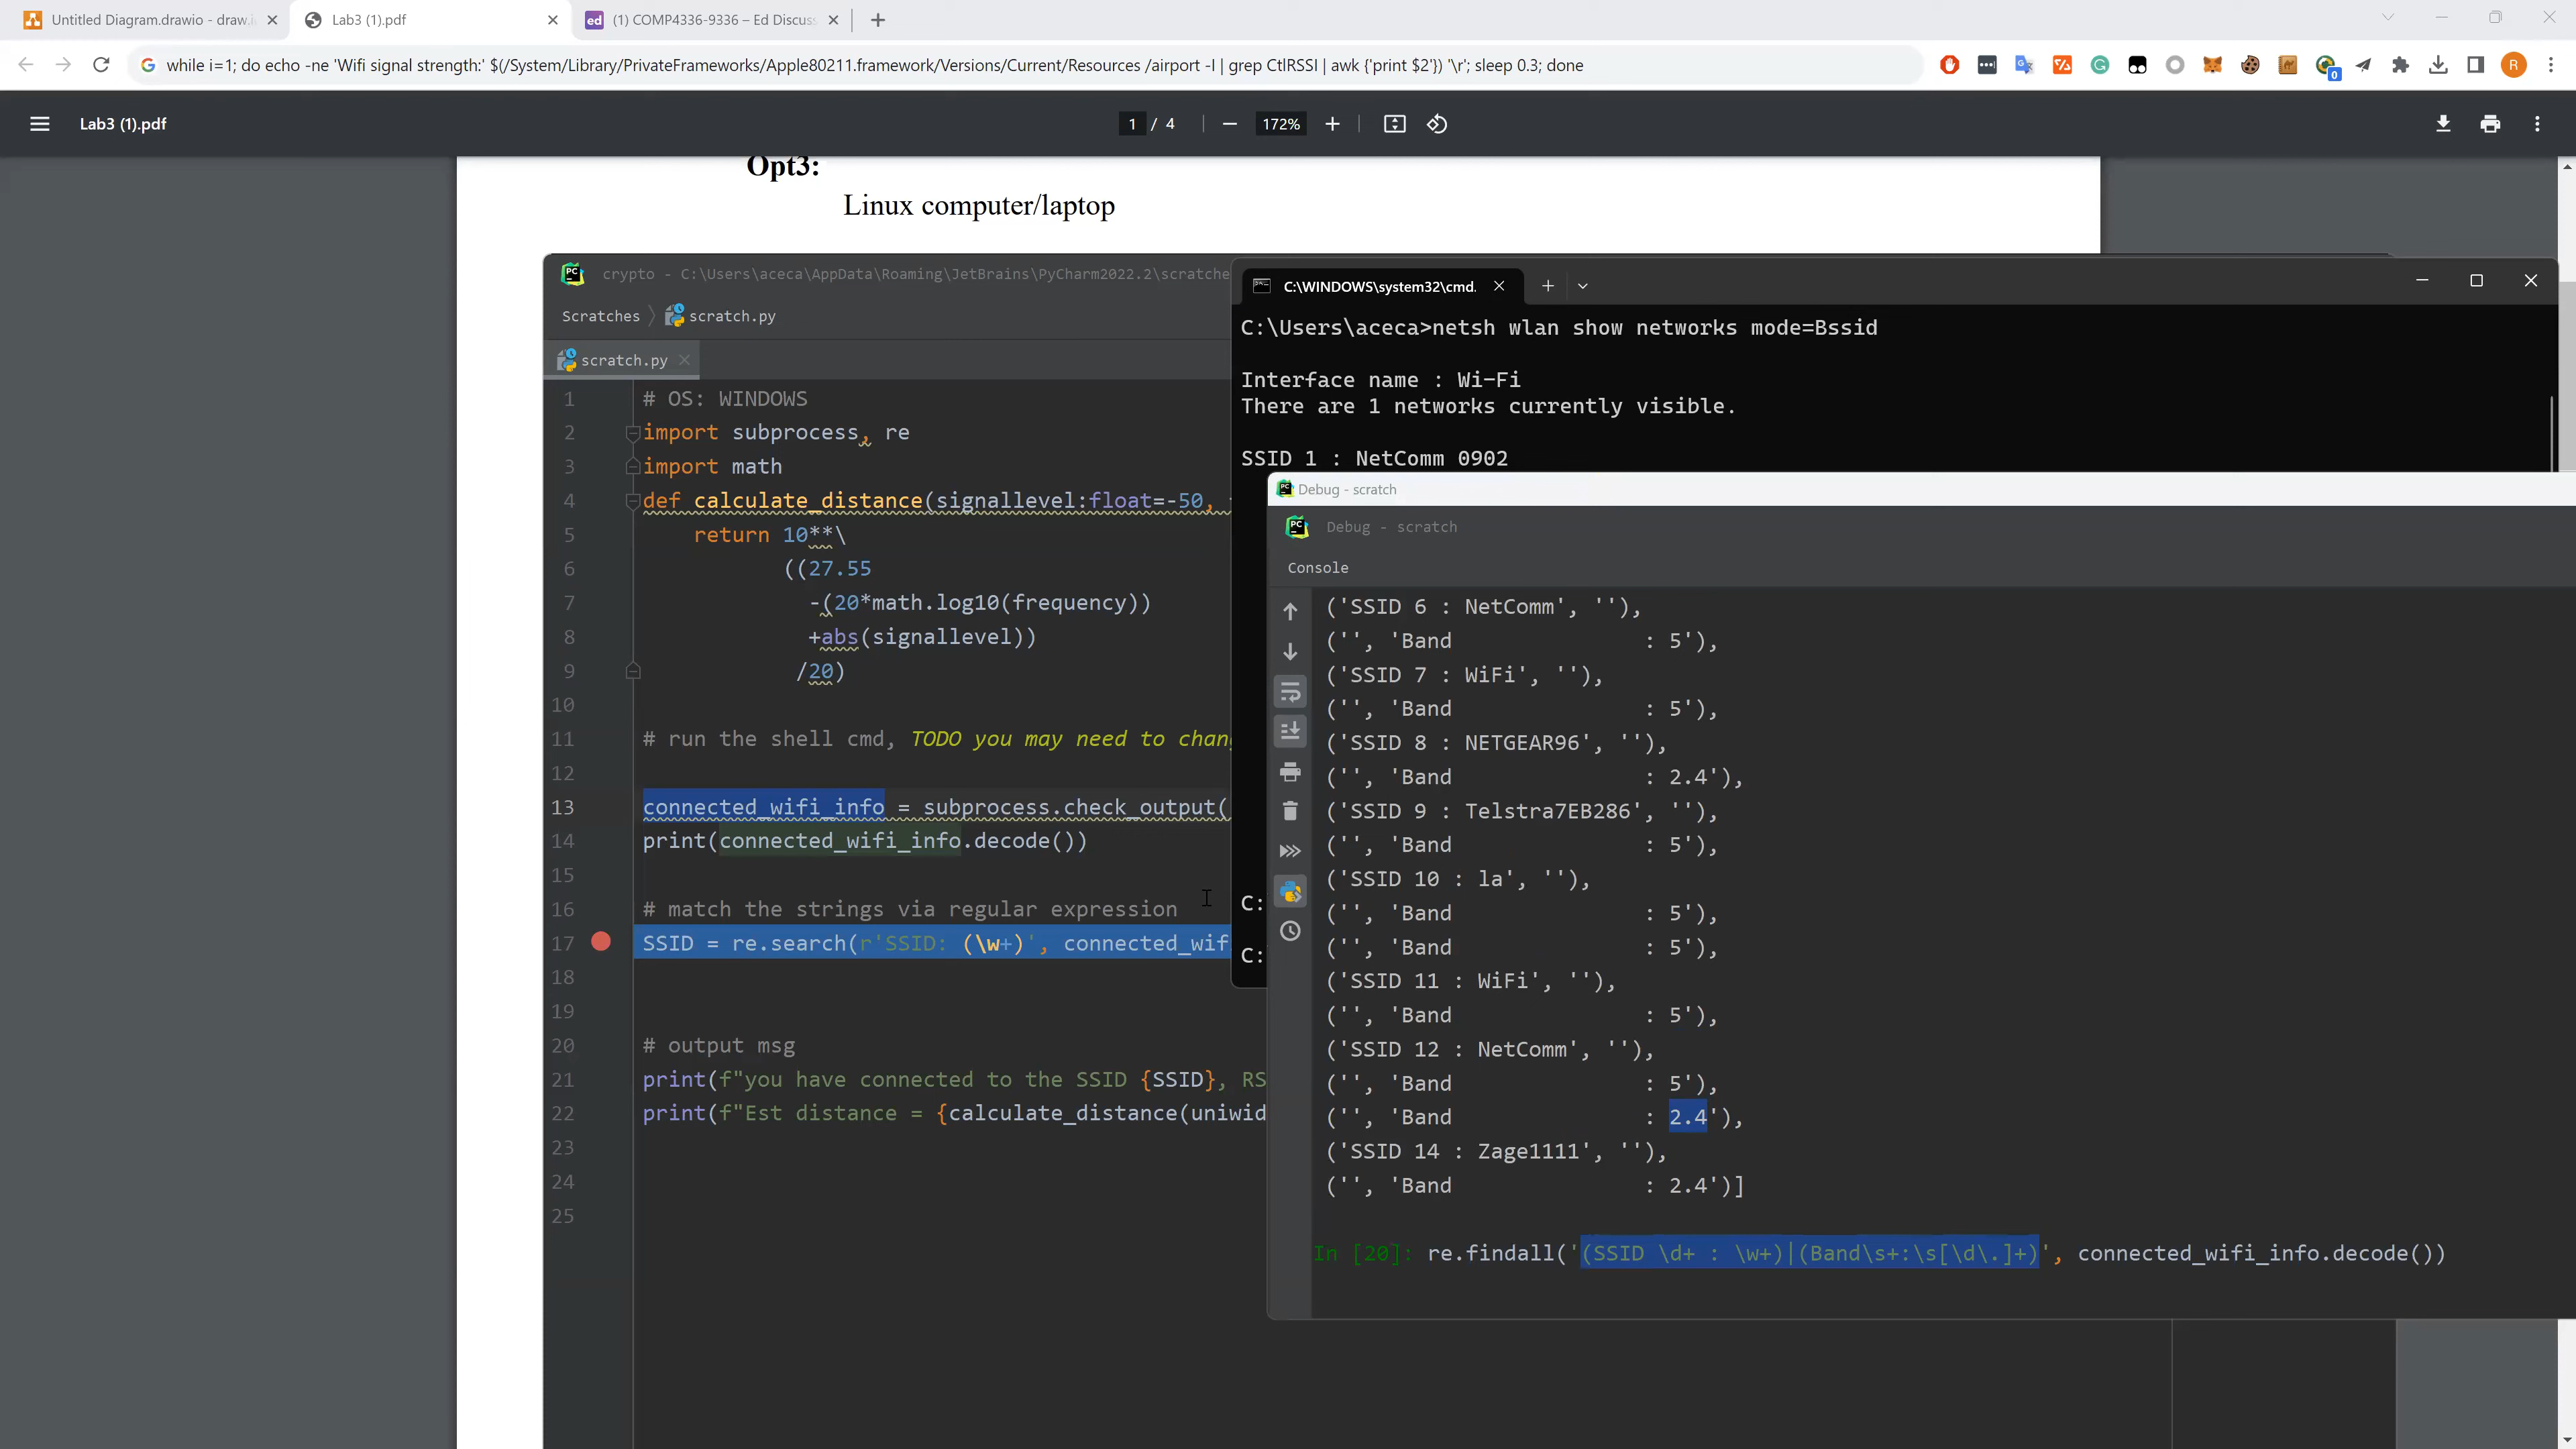 Untitled Diagram.drawio - draw.i
Lab3 (1).pdf
(1) COMP4336-9336 – Ed Discus
while i=1; do echo -ne 'Wifi signal strength:' $(/System/Library/PrivateFrameworks/Apple80211.framework/Versions/Current/Resources /airport -I | grep CtlRSSI | awk {'print $2'}) '\r'; sleep 0.3; done
0
R
Lab3 (1).pdf
1 / 4
172%
Opt3:
Linux computer/laptop
crypto - C:\Users\aceca\AppData\Roaming\JetBrains\PyCharm2022.2\scratche
Scratches
scratch.py
scratch.py
1 # OS: WINDOWS
2 import subprocess, re
3 import math
4 def calculate_distance(signallevel:float=-50,
5 return 10**\
6 ((27.55
7 -(20*math.log10(frequency))
8 +abs(signallevel))
9 /20)
10
11 # run the shell cmd, TODO you may need to chan
12
13 connected_wifi_info = subprocess.check_output(
14 print(connected_wifi_info.decode())
15
16 # match the strings via regular expression
17 SSID = re.search(r'SSID: (\w+)', connected_wif
18
19
20 # output msg
21 print(f"you have connected to the SSID {SSID}, RS
22 print(f"Est distance = {calculate_distance(uniwid
23
24
25
C:\WINDOWS\system32\cmd.
C:\Users\aceca>netsh wlan show networks mode=Bssid
Interface name : Wi-Fi
There are 1 networks currently visible.
SSID 1 : NetComm 0902
C:
C:
Debug - scratch
Debug - scratch
Console
('SSID 6 : NetComm', ''),
('', 'Band : 5'),
('SSID 7 : WiFi', ''),
('', 'Band : 5'),
('SSID 8 : NETGEAR96', ''),
('', 'Band : 2.4'),
('SSID 9 : Telstra7EB286', ''),
('', 'Band : 5'),
('SSID 10 : la', ''),
('', 'Band : 5'),
('', 'Band : 5'),
('SSID 11 : WiFi', ''),
('', 'Band : 5'),
('SSID 12 : NetComm', ''),
('', 'Band : 5'),
('', 'Band : 2.4'),
('SSID 14 : Zage1111', ''),
('', 'Band : 2.4')]
In [20]: re.findall('(SSID \d+ : \w+)|(Band\s+:\s[\d\.]+)', connected_wifi_info.decode())